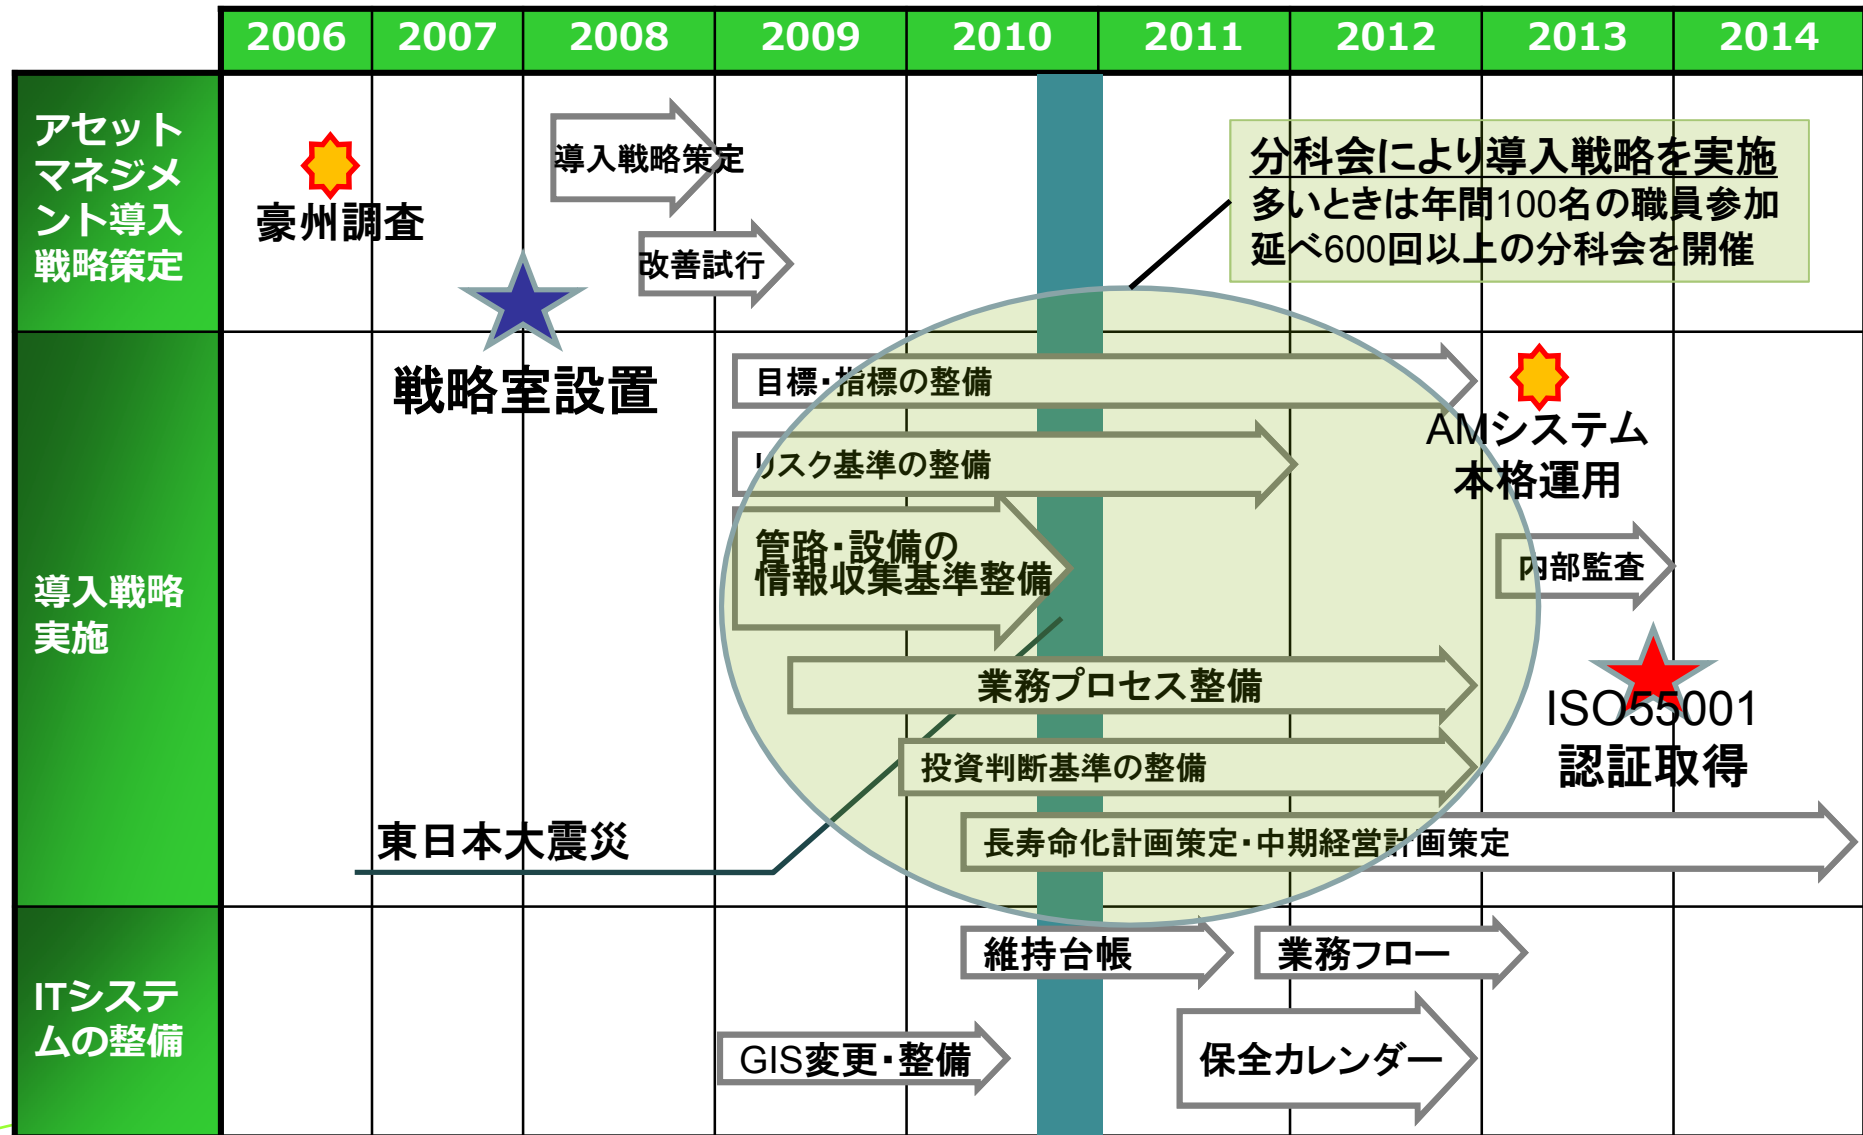 2006 2007 2008 2009 2010 2011 2012 2013 2014
アセット
マネジメ
ント導入
戦略策定
豪州調査
導入戦略策定
改善試行
分科会により導入戦略を実施
多いときは年間100名の職員参加
延べ600回以上の分科会を開催
戦略室設置
導入戦略
実施
目標・指標の整備
リスク基準の整備
管路・設備の
情報収集基準整備
業務プロセス整備
投資判断基準の整備
長寿命化計画策定・中期経営計画策定
東日本大震災
AMシステム
本格運用
内部監査
ISO55001
認証取得
ITシステ
ムの整備
維持台帳
業務フロー
GIS変更・整備
保全カレンダー